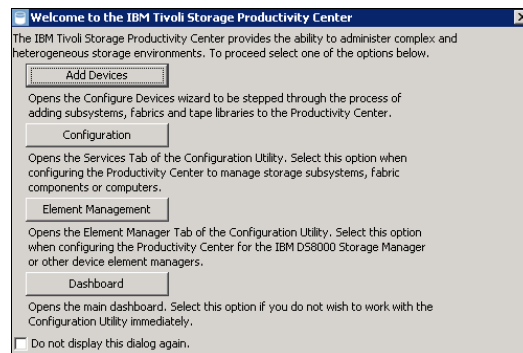 Welcome to the IBM Tivoli Storage Productivity Center
The IBM Tivoli Storage Productivity Center provides the ability to administer complex and
heterogeneous storage environments. To proceed select one of the options below.
Add Devices
Opens the Configure Devices wizard to be stepped through the process of
adding subsystems, fabrics and tape libraries to the Productivity Center.
Configuration
Opens the Services Tab of the Configuration Utility. Select this option when
configuring the Productivity Center to manage storage subsystems, fabric
components or computers.
Element Management
Opens the Element Manager Tab of the Configuration Utility. Select this option
when configuring the Productivity Center for the IBM DS8000 Storage Manager
or other device element managers.
Dashboard
Opens the main dashboard. Select this option if you do not wish to work with the
Configuration Utility immediately.
Do not display this dialog again.